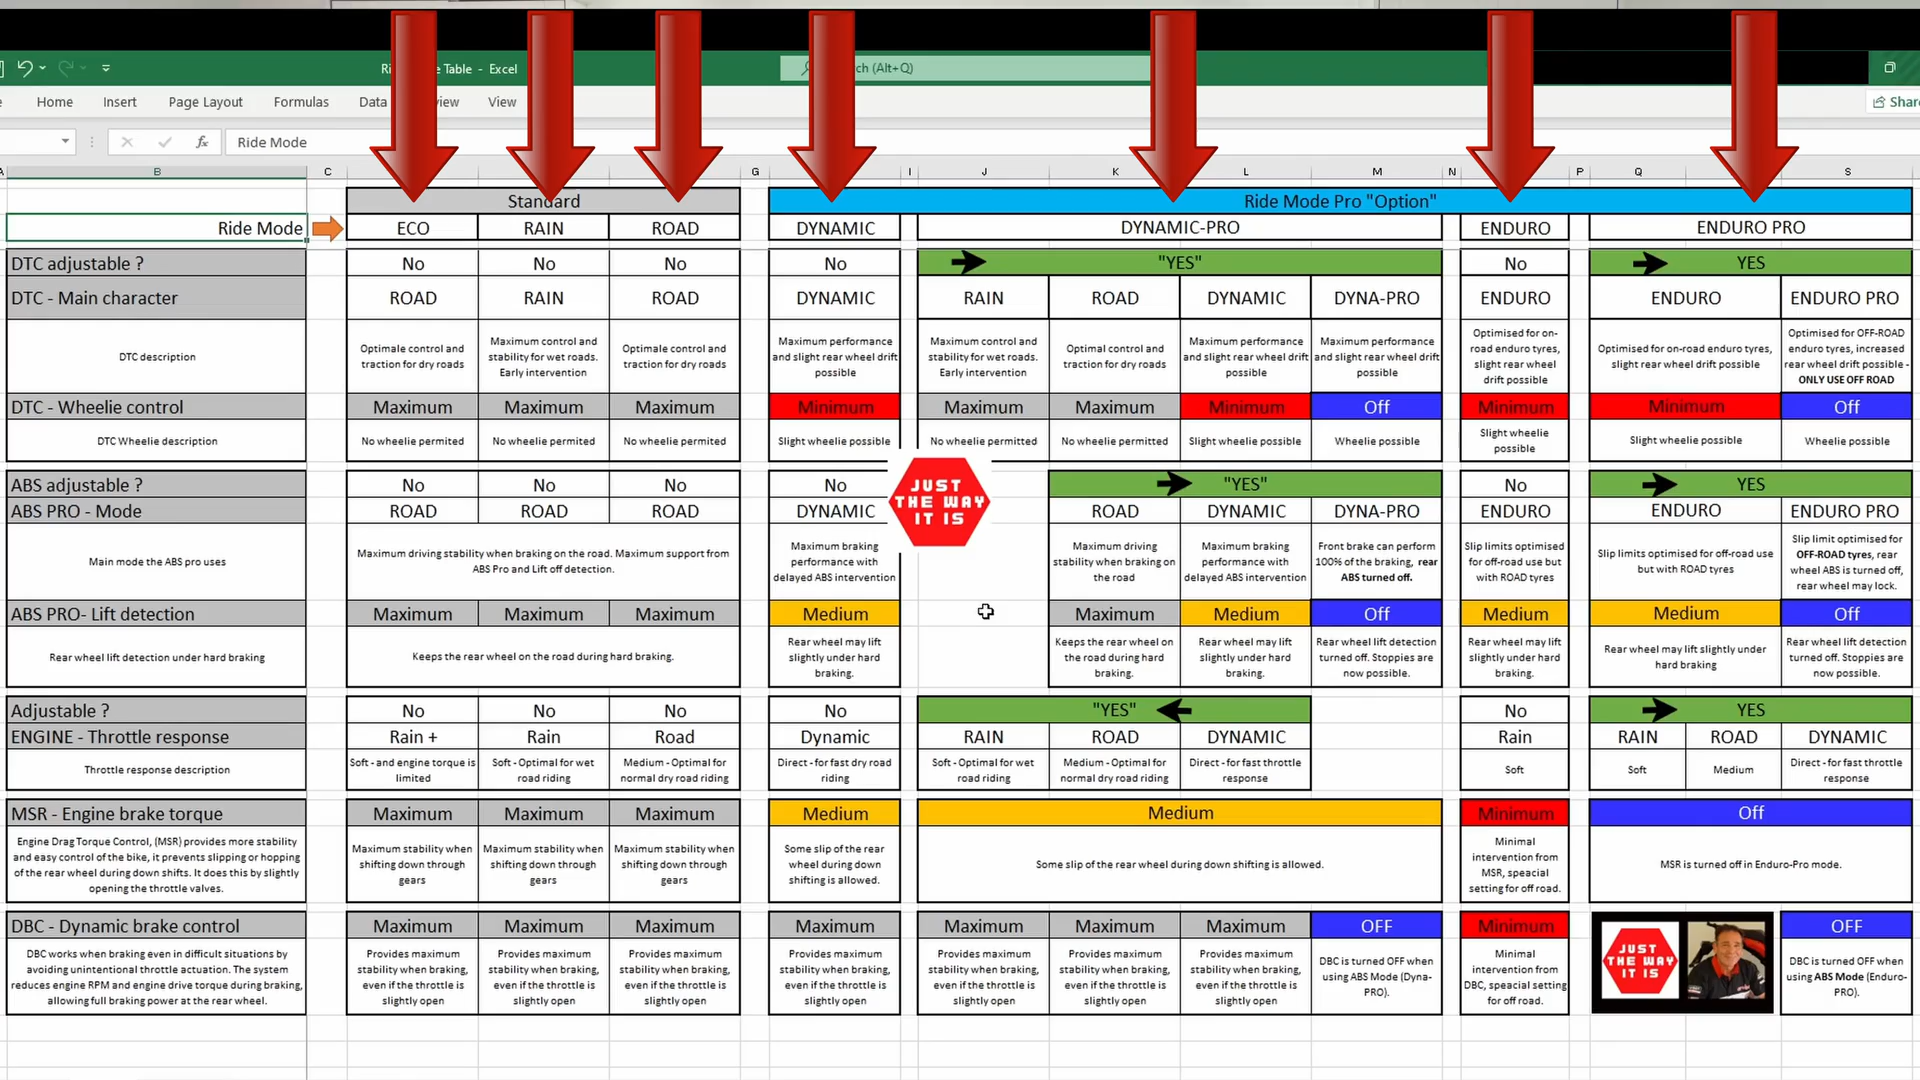 Table - Excel
ch (Alt+Q)
Home Insert Page Layout Formulas Data View
fx Ride Mode
B C G I J K L M N P Q S
Standard Ride Mode Pro "Option"
Ride Mode ECO RAIN ROAD DYNAMIC DYNAMIC-PRO ENDURO ENDURO PRO
DTC adjustable ? No No No No "YES" No YES
DTC - Main character ROAD RAIN ROAD DYNAMIC RAIN ROAD DYNAMIC DYNA-PRO ENDURO ENDURO ENDURO PRO
DTC description
Optimale control and
traction for dry roads
Maximum control and
stability for wet roads.
Early intervention
Optimale control and
traction for dry roads
Maximum performance
and slight rear wheel drift
possible
Maximum control and
stability for wet roads.
Early intervention
Optimal control and
traction for dry roads
Maximum performance
and slight rear wheel drift
possible
Maximum performance
and slight rear wheel drift
possible
Optimised for on-
road enduro tyres,
slight rear wheel
drift possible
Optimised for on-road enduro tyres,
slight rear wheel drift possible
Optimised for OFF-ROAD
enduro tyres, increased
rear wheel drift possible -
ONLY USE OFF ROAD
DTC - Wheelie control Maximum Maximum Maximum Minimum Maximum Maximum Minimum Off Minimum Minimum Off
DTC Wheelie description
No wheelie permited
No wheelie permited
No wheelie permited
Slight wheelie possible
No wheelie permitted
No wheelie permitted
Slight wheelie possible
Wheelie possible
Slight wheelie
possible
Slight wheelie possible
Wheelie possible
JUST
THE WAY
IT IS
ABS adjustable ? No No No No "YES" No YES
ABS PRO - Mode ROAD ROAD ROAD DYNAMIC ROAD DYNAMIC DYNA-PRO ENDURO ENDURO ENDURO PRO
Main mode the ABS pro uses
Maximum driving stability when braking on the road. Maximum support from
ABS Pro and Lift off detection.
Maximum braking
performance with
delayed ABS intervention
Maximum driving
stability when braking on
the road
Maximum braking
performance with
delayed ABS intervention
Front brake can perform
100% of the braking, rear
ABS turned off.
Slip limits optimised
for off-road use but
with ROAD tyres
Slip limits optimised for off-road use
but with ROAD tyres
Slip limit optimised for
OFF-ROAD tyres, rear
wheel ABS is turned off,
rear wheel may lock.
ABS PRO- Lift detection Maximum Maximum Maximum Medium Maximum Medium Off Medium Medium Off
Rear wheel lift detection under hard braking
Keeps the rear wheel on the road during hard braking.
Rear wheel may lift
slightly under hard
braking.
Keeps the rear wheel on
the road during hard
braking.
Rear wheel may lift
slightly under hard
braking.
Rear wheel lift detection
turned off. Stoppies are
now possible.
Rear wheel may lift
slightly under hard
braking.
Rear wheel may lift slightly under
hard braking
Rear wheel lift detection
turned off. Stoppies are
now possible.
Adjustable ? No No No No "YES" No YES
ENGINE - Throttle response Rain + Rain Road Dynamic RAIN ROAD DYNAMIC Rain RAIN ROAD DYNAMIC
Throttle response description
Soft - and engine torque is
limited
Soft - Optimal for wet
road riding
Medium - Optimal for
normal dry road riding
Direct - for fast dry road
riding
Soft - Optimal for wet
road riding
Medium - Optimal for
normal dry road riding
Direct - for fast throttle
response
Soft
Soft
Medium
Direct - for fast throttle
response
MSR - Engine brake torque Maximum Maximum Maximum Medium Medium Minimum Off
Engine Drag Torque Control, (MSR) provides more stability
and easy control of the bike, it prevents slipping or hopping
of the rear wheel during down shifts. It does this by slightly
opening the throttle valves.
Maximum stability when
shifting down through
gears
Maximum stability when
shifting down through
gears
Maximum stability when
shifting down through
gears
Some slip of the rear
wheel during down
shifting is allowed.
Some slip of the rear wheel during down shifting is allowed.
Minimal
intervention from
MSR, speacial
setting for off road.
MSR is turned off in Enduro-Pro mode.
DBC - Dynamic brake control Maximum Maximum Maximum Maximum Maximum Maximum Maximum OFF Minimum OFF
DBC works when braking even in difficult situations by
avoiding unintentional throttle actuation. The system
reduces engine RPM and engine drive torque during braking,
allowing full braking power at the rear wheel.
Provides maximum
stability when braking,
even if the throttle is
slightly open
Provides maximum
stability when braking,
even if the throttle is
slightly open
Provides maximum
stability when braking,
even if the throttle is
slightly open
Provides maximum
stability when braking,
even if the throttle is
slightly open
Provides maximum
stability when braking,
even if the throttle is
slightly open
Provides maximum
stability when braking,
even if the throttle is
slightly open
Provides maximum
stability when braking,
even if the throttle is
slightly open
DBC is turned OFF when
using ABS Mode (Dyna-
PRO).
Minimal
intervention from
DBC, speacial setting
for off road.
JUST
THE WAY
IT IS
DBC is turned OFF when
using ABS Mode (Enduro-
PRO).